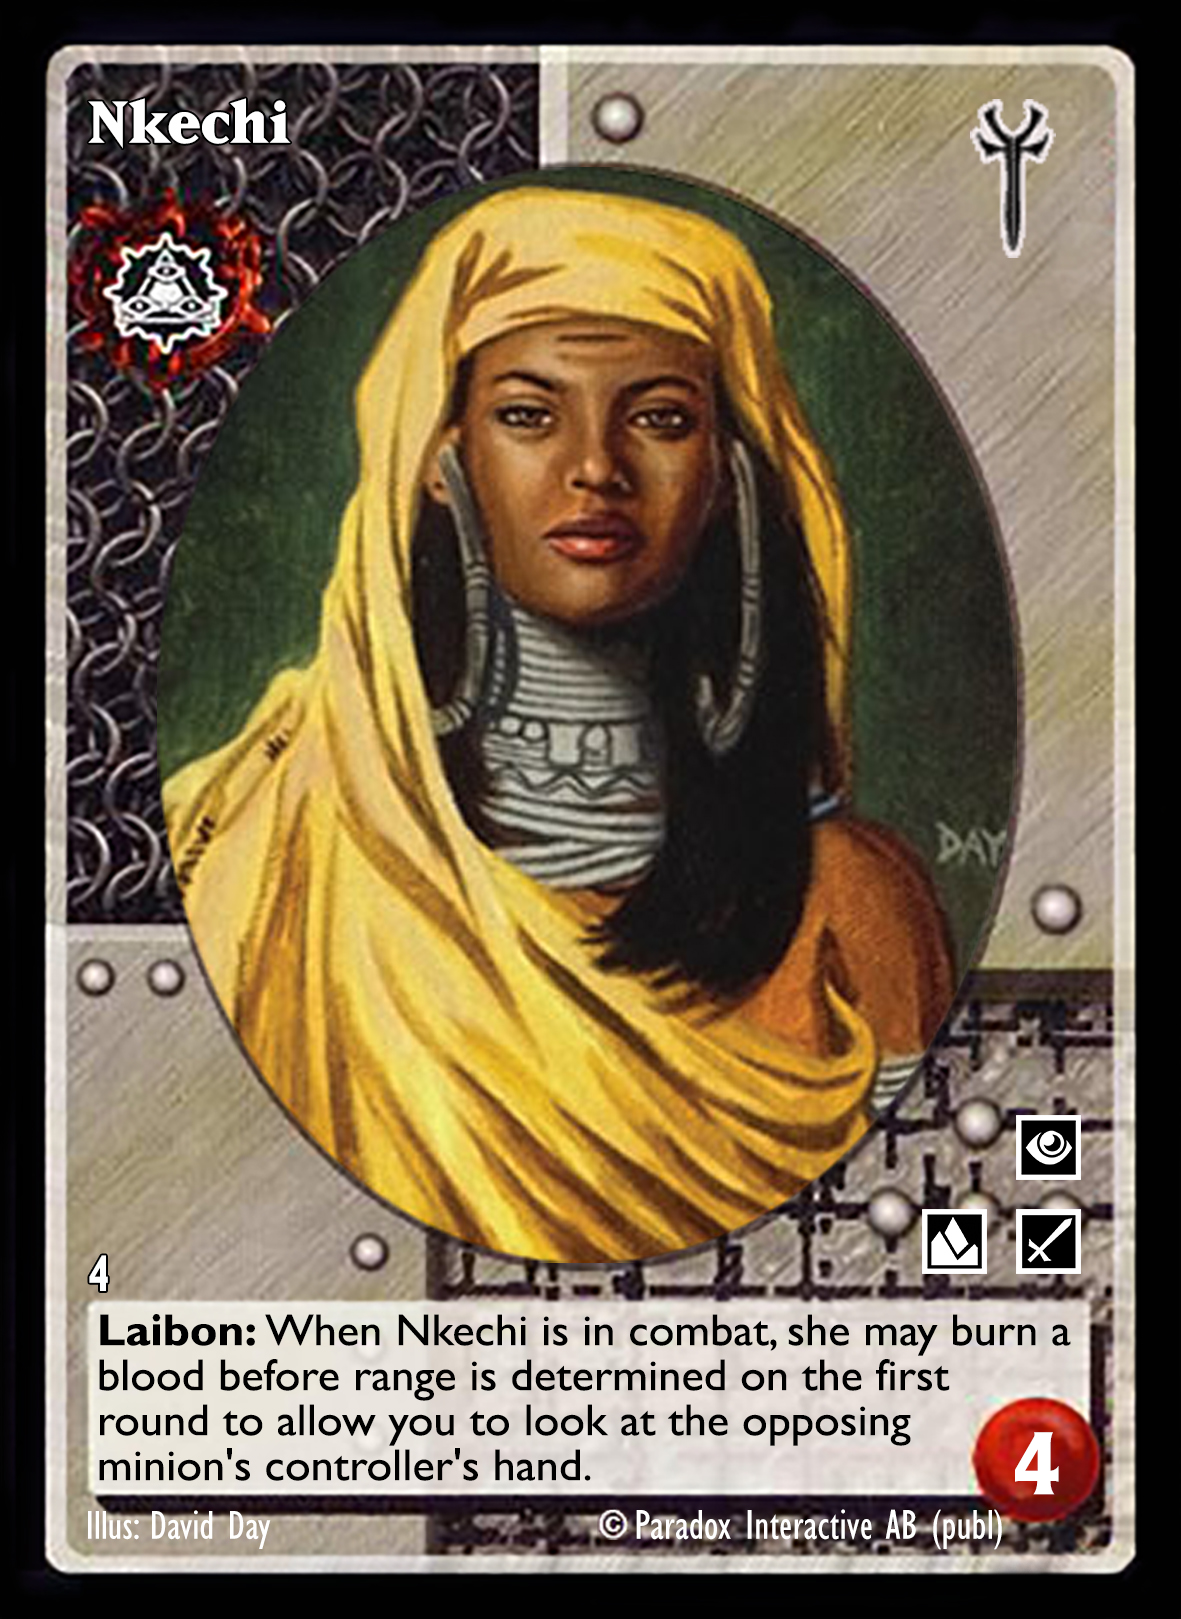 Nkechi
DAY
4
Laibon: When Nkechi is in combat, she may burn a
blood before range is determined on the first
round to allow you to look at the opposing
minion's controller's hand.
4
Illus: David Day
© Paradox Interactive AB (publ)